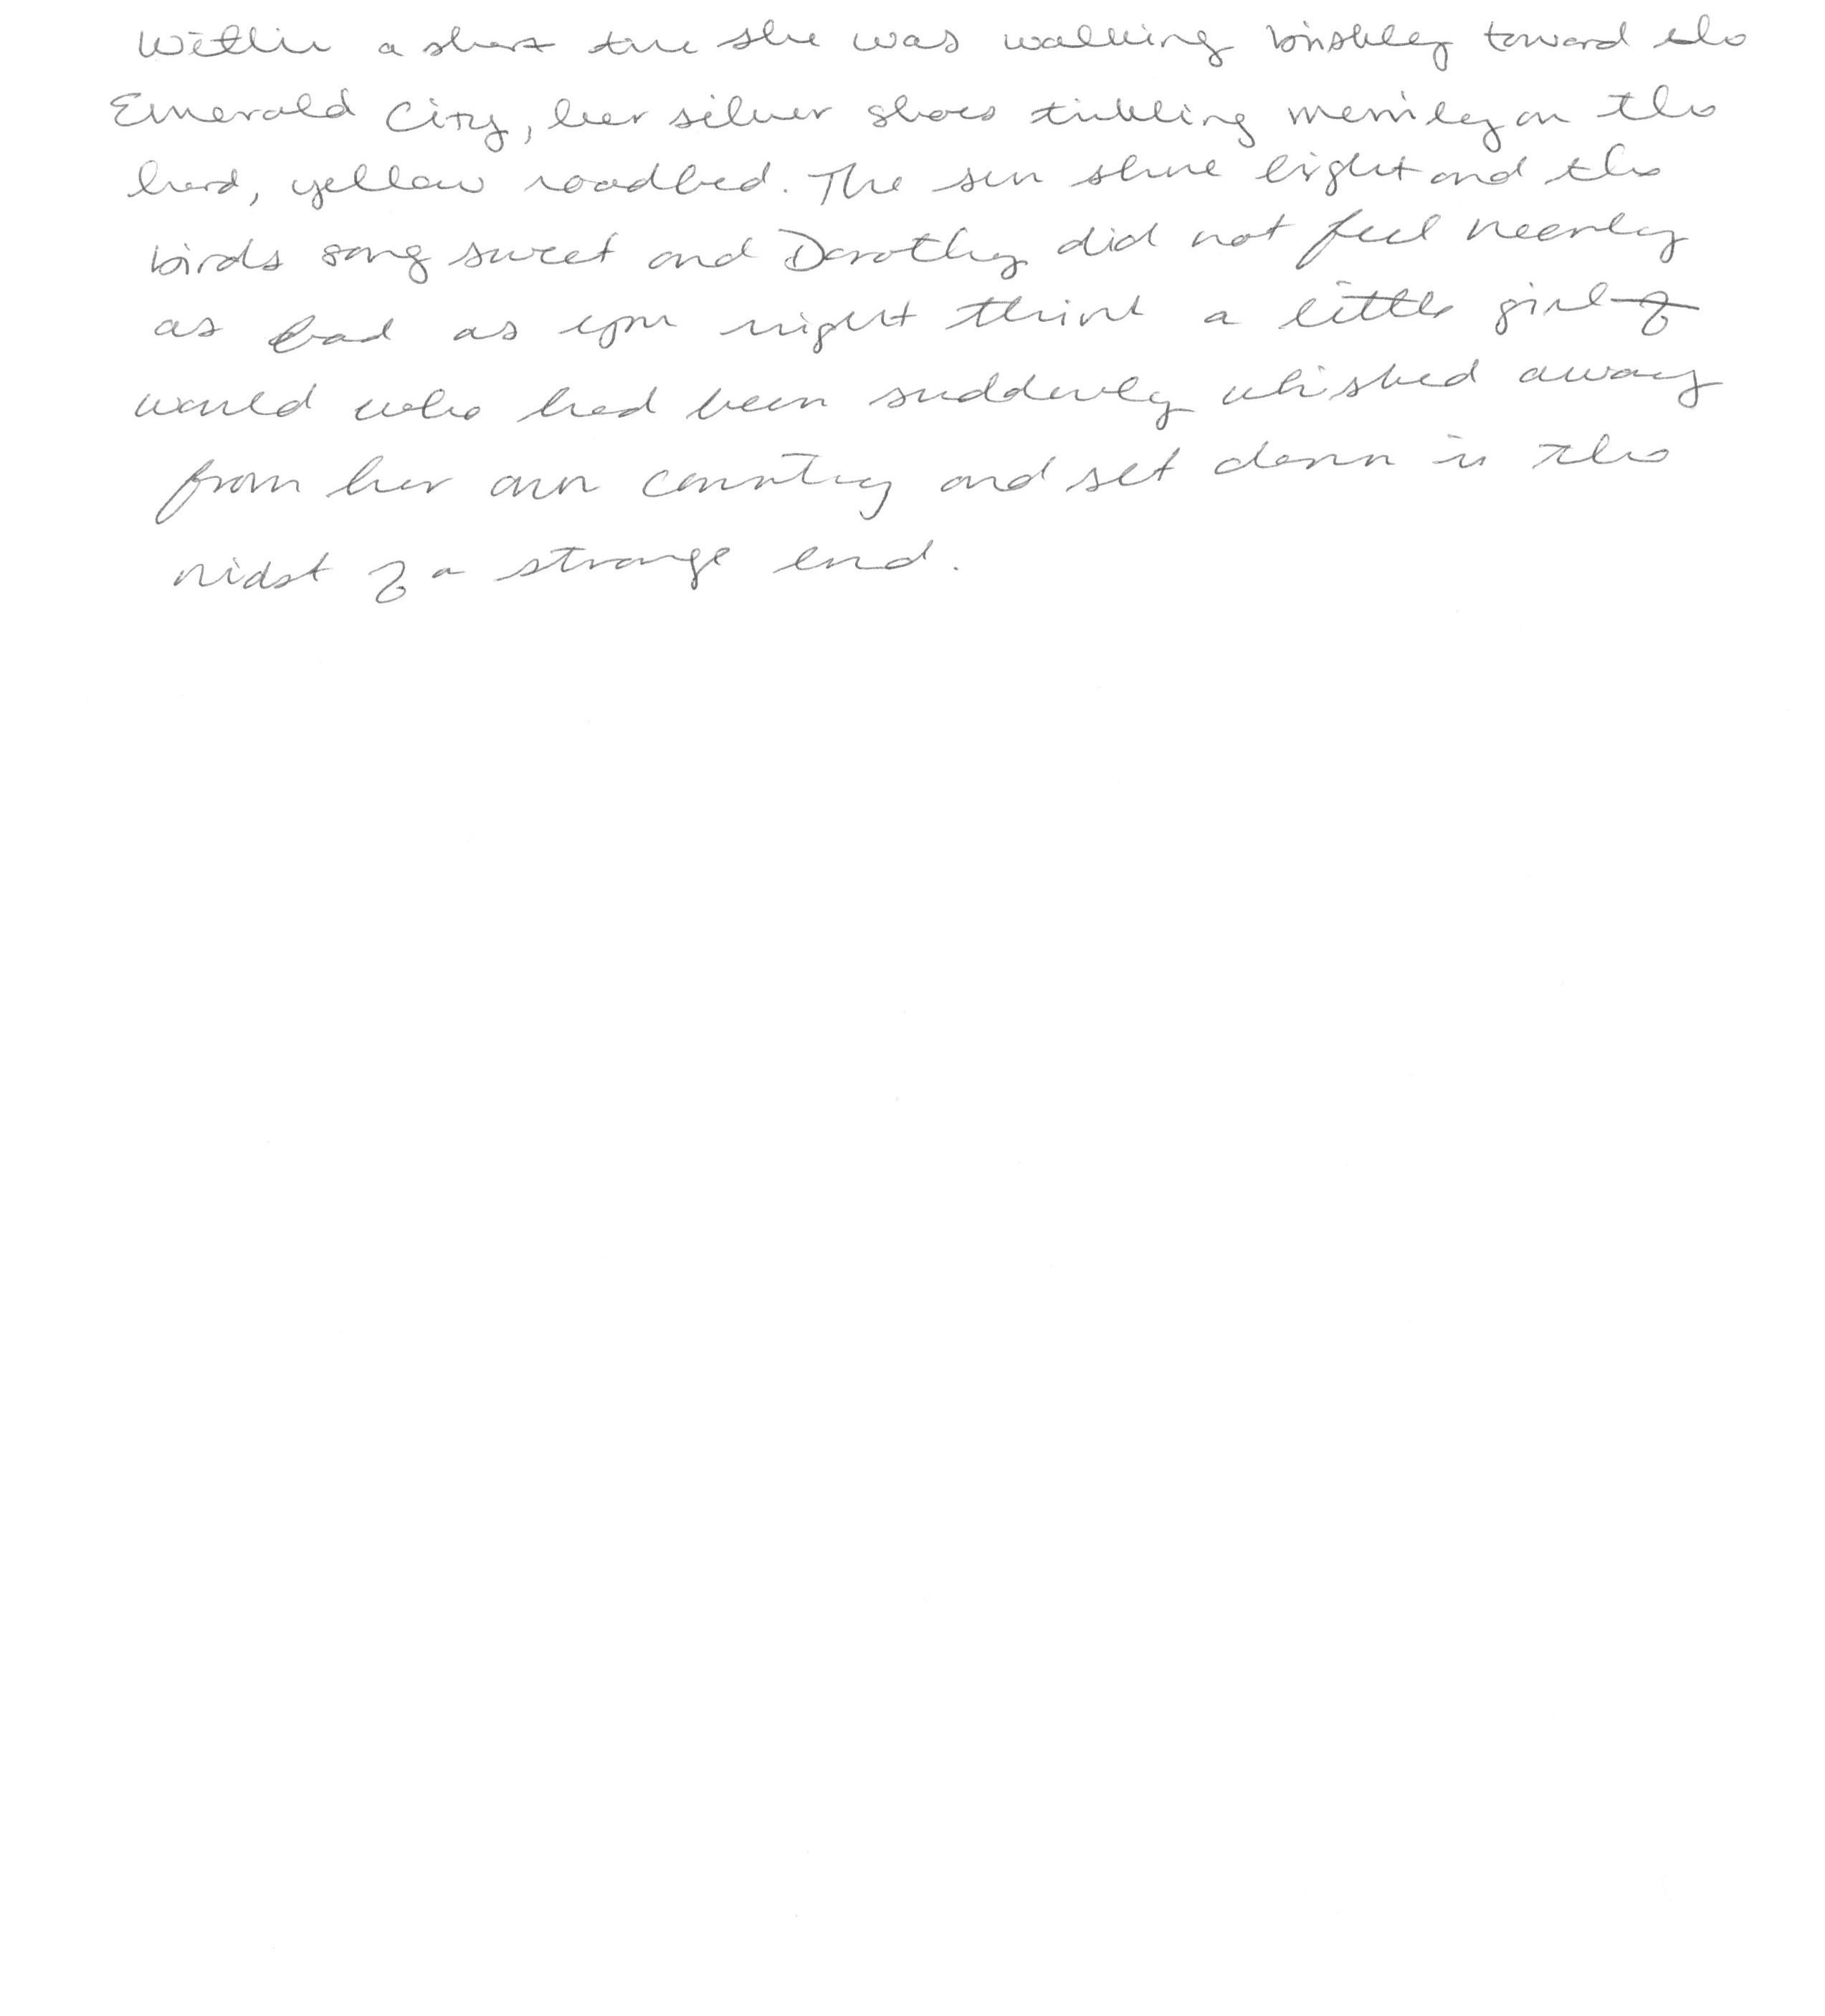 Within a short time she was walking briskly toward the
Emerald City, her silver shoes tinkling merrily on the
hard, yellow roadbed. The sun shone bright and the
birds sang sweet and Dorothy did not feel nearly
as bad as you might think a little girl
would who had been suddenly whisked away
from her own country and set down in the
midst of a strange land.